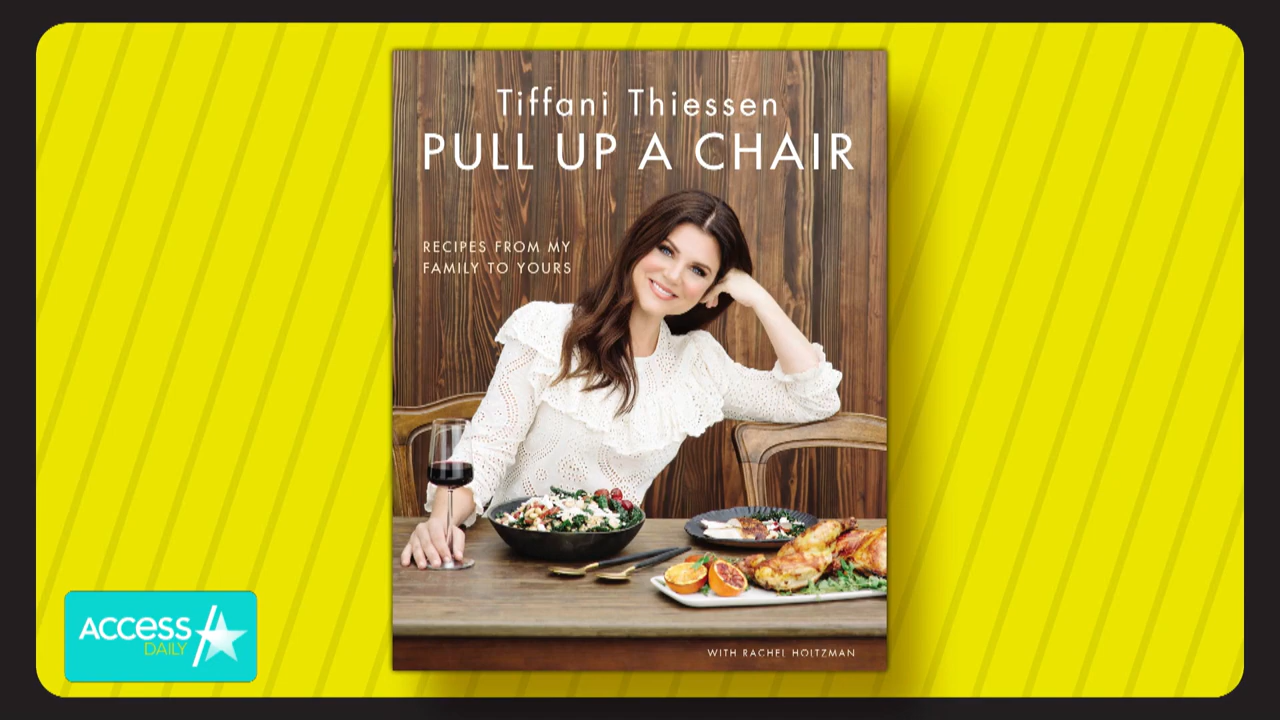 Tiffani Thiessen
PULL UP A CHAIR
RECIPES FROM MY
FAMILY TO YOURS
WITH RACHEL HOLTZMAN
ACCESS
DAILY